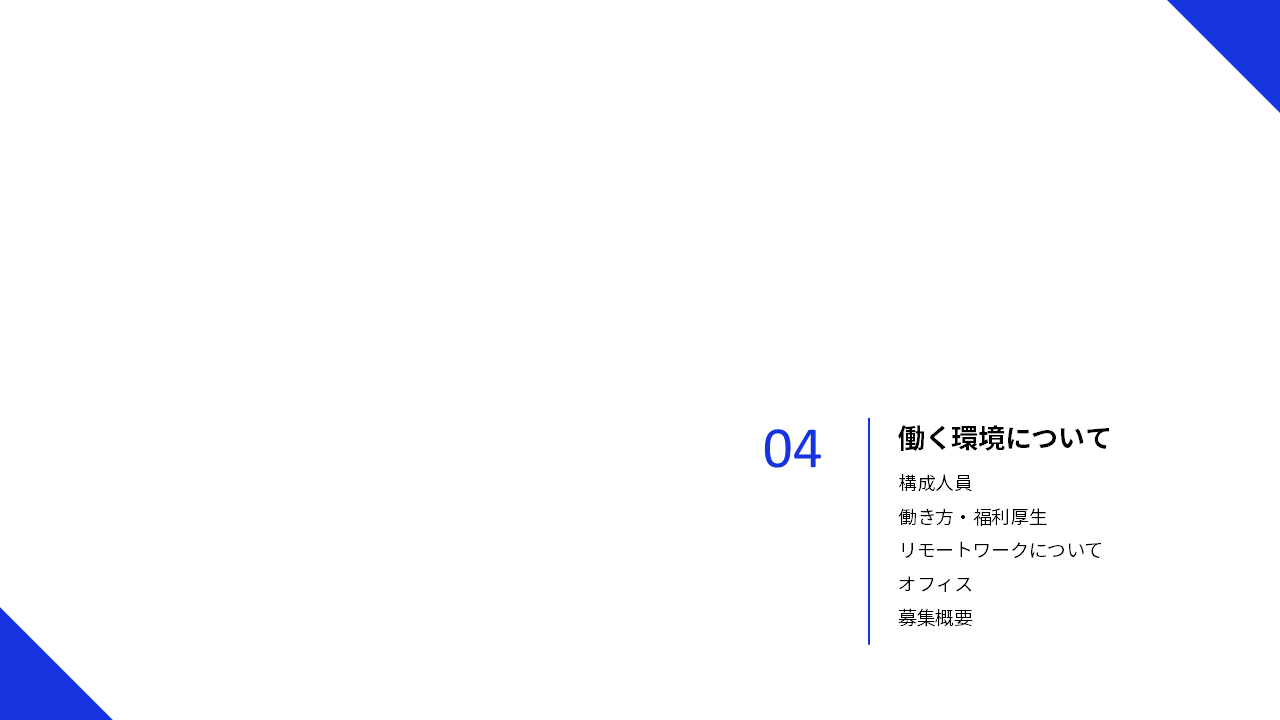 04
働く環境について
構成人員
働き方・福利厚生
リモートワークについて
オフィス
募集概要